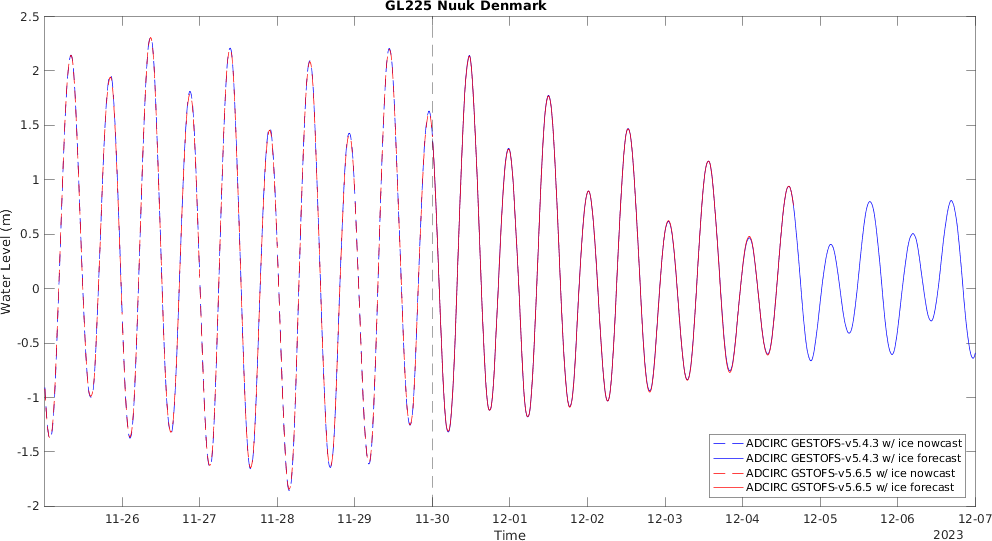 GL225 Nuuk Denmark
2.5
2
1.5
1
0.5
0
-0.5
-1
-1.5
-2
Water Level (m)
ADCIRC GESTOFS-v5.4.3 w/ ice nowcast
ADCIRC GESTOFS-v5.4.3 w/ ice forecast
ADCIRC GSTOFS-v5.6.5 w/ ice nowcast
ADCIRC GSTOFS-v5.6.5 w/ ice forecast
11-26 11-27 11-28 11-29 11-30 12-01 12-02 12-03 12-04 12-05 12-06 12-07
Time
2023